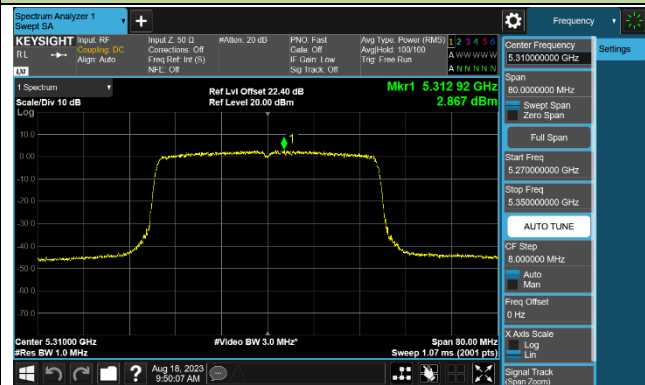 Spectrum Analyzer 1
Swept SA
Frequency
KEYSIGHT
RL
LXI
Input: RF
Coupling: DC
Align: Auto
Input Z: 50 Ω
Corrections: Off
Freq Ref: Int (S)
NFE: Off
#Atten: 20 dB
PNO: Fast
Gate: Off
IF Gain: Low
Sig Track: Off
Avg Type: Power (RMS)
Avg|Hold: 100/100
Trig: Free Run
1 2 3 4 5 6
A W W W W W
A N N N N N
1 Spectrum
Scale/Div 10 dB
Log
Ref Lvl Offset 22.40 dB
Ref Level 20.00 dBm
Mkr1 5.312 92 GHz
2.867 dBm
1
10.0
0.00
-10.0
-20.0
-30.0
-40.0
-50.0
-60.0
-70.0
Center 5.31000 GHz
#Res BW 1.0 MHz
#Video BW 3.0 MHz*
Span 80.00 MHz
Sweep 1.07 ms (2001 pts)
Aug 18, 2023
9:50:07 AM
Center Frequency
5.310000000 GHz
Settings
Span
80.0000000 MHz
Swept Span
Zero Span
Full Span
Start Freq
5.270000000 GHz
Stop Freq
5.350000000 GHz
AUTO TUNE
CF Step
8.000000 MHz
Auto
Man
Freq Offset
0 Hz
X Axis Scale
Log
Lin
Signal Track
(Span Zoom)